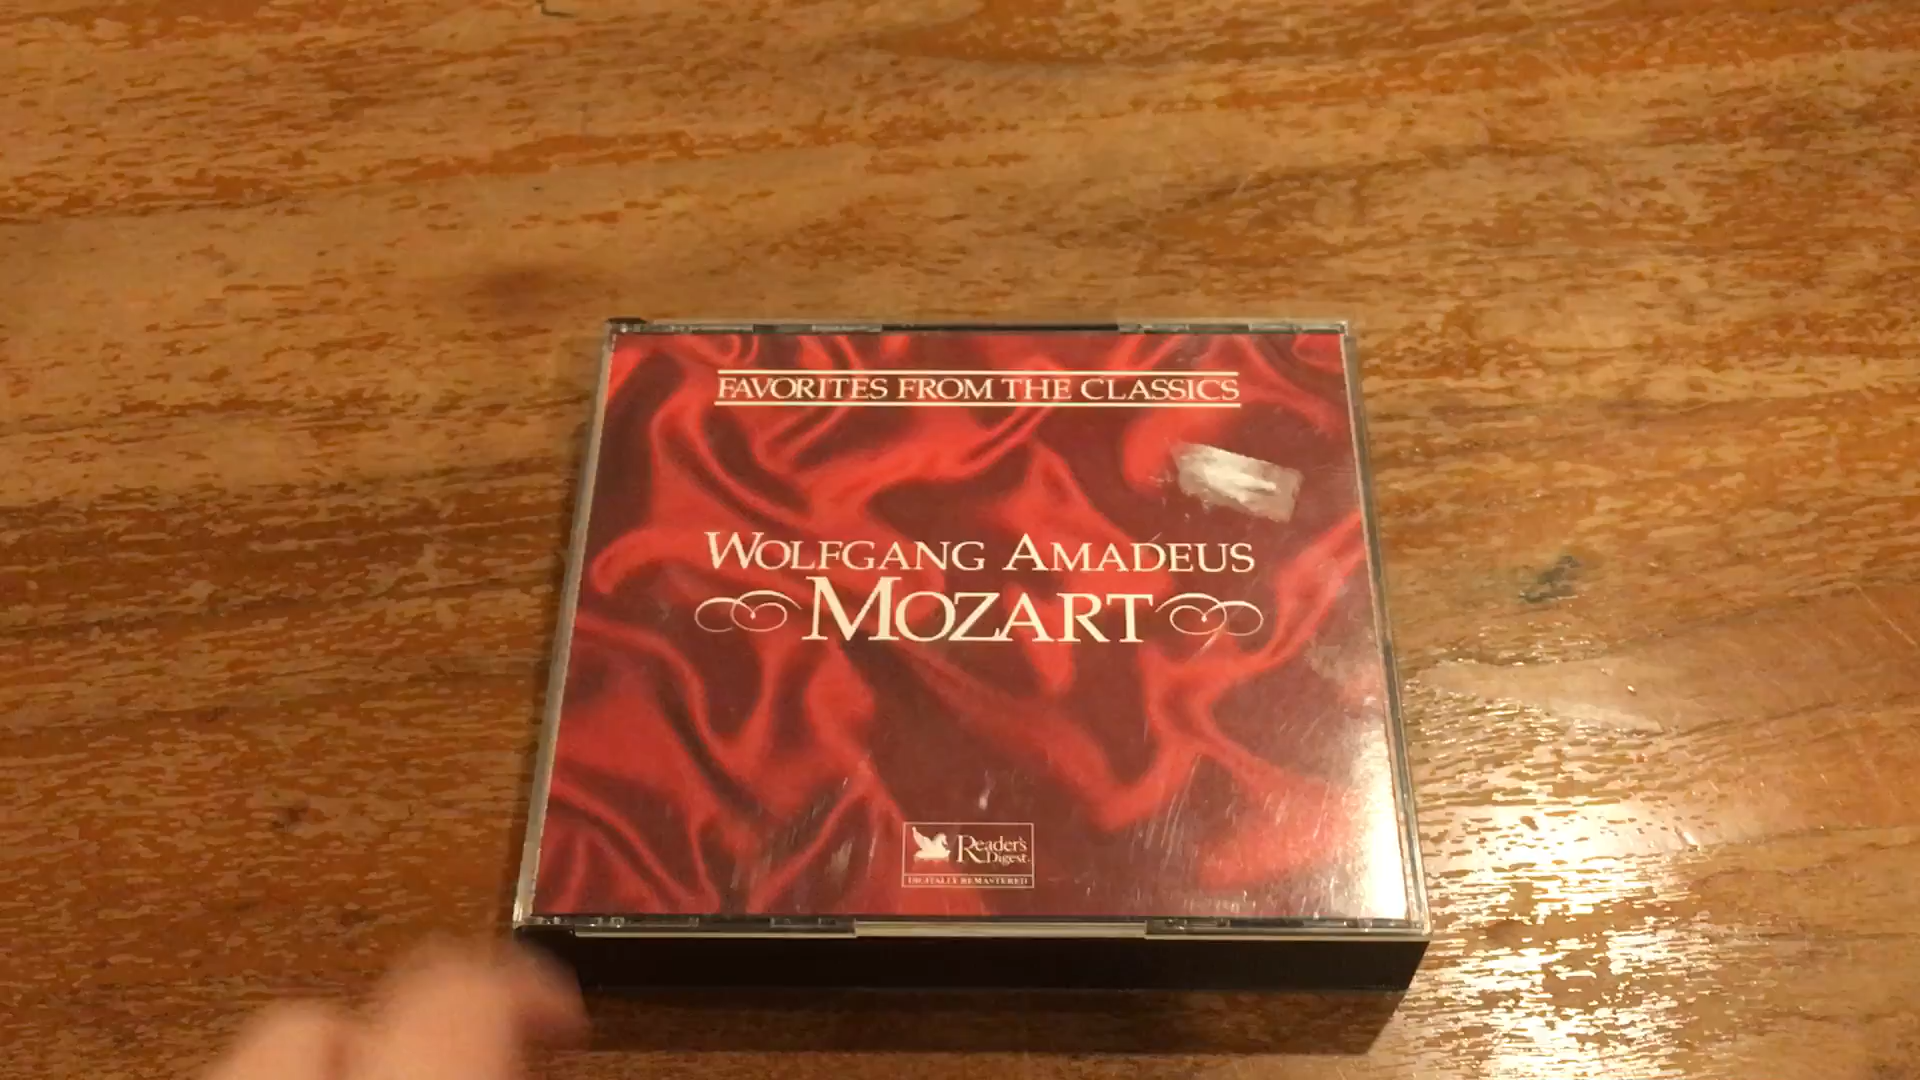 FAVORITES FROM THE CLASSICS
WOLFGANG AMADEUS
MOZART
Reader's
Digest
DIGITALLY REMASTERED